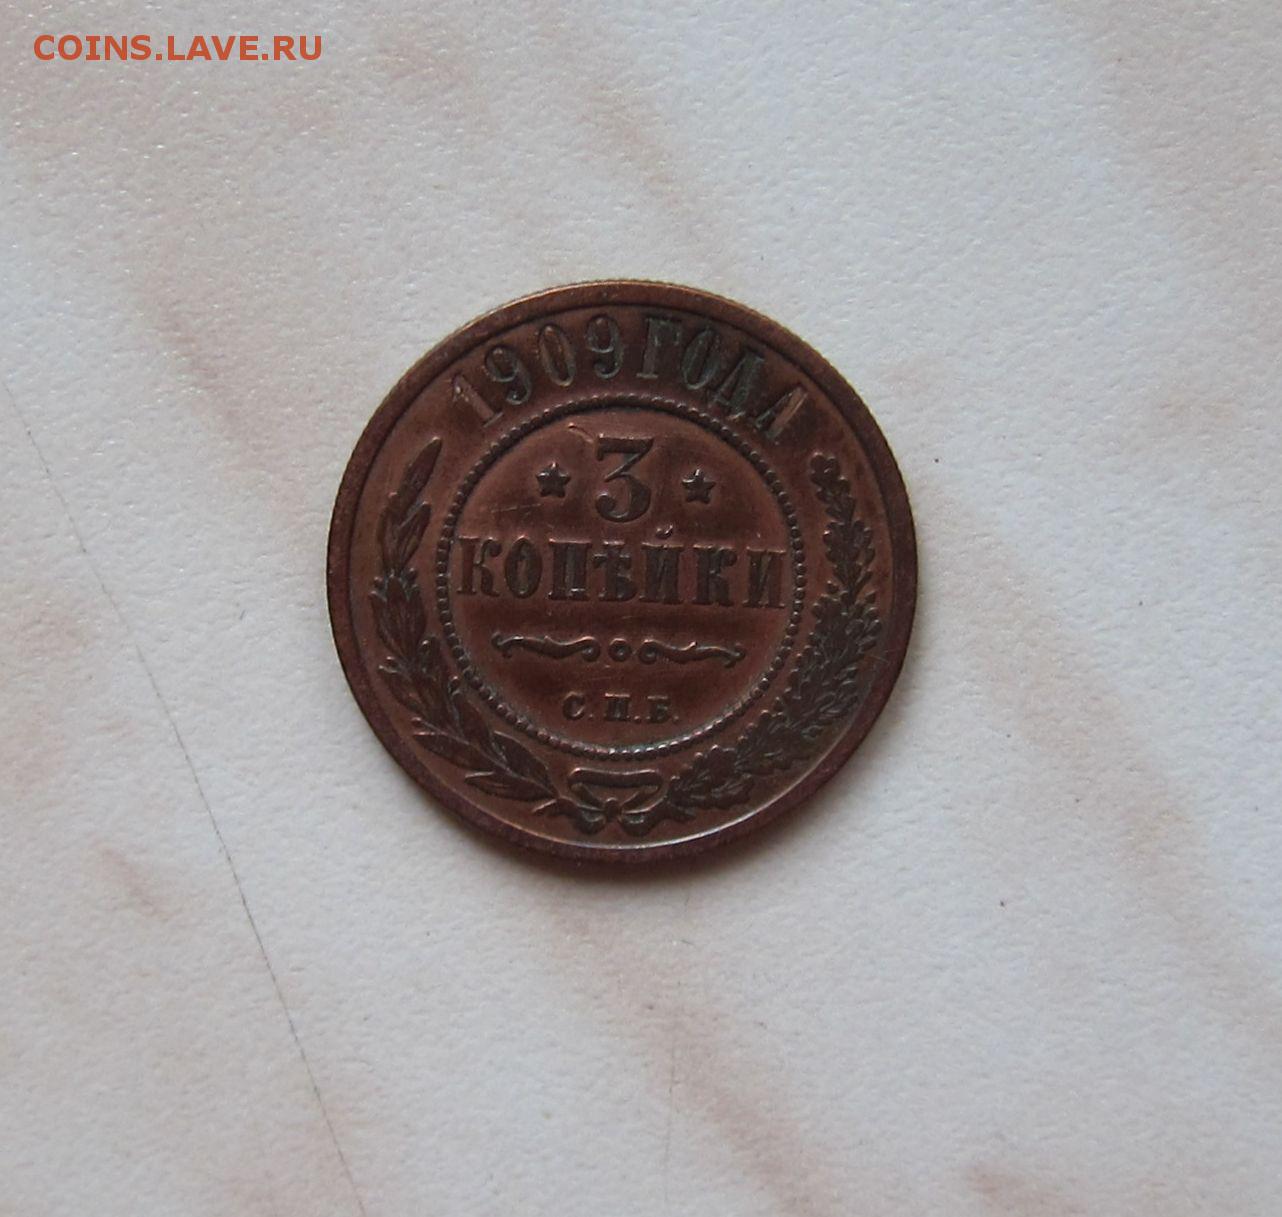 COINS.LAVE.RU
1909 ГОДА
3
КОПѢЙКИ
С.П.Б.